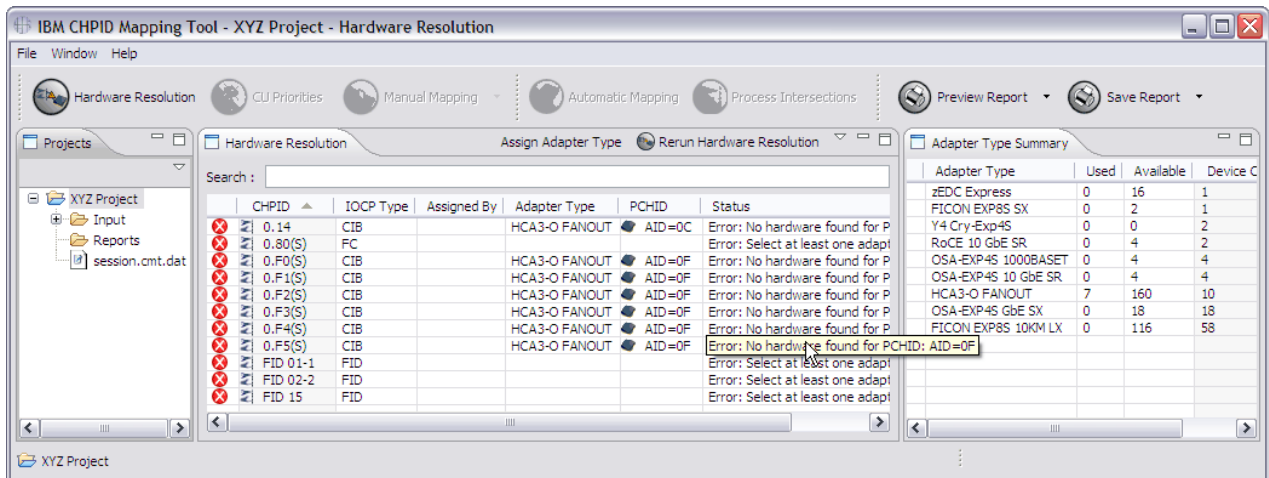 IBM CHPID Mapping Tool - XYZ Project - Hardware Resolution
File Window Help
Hardware Resolution CU Priorities Manual Mapping Automatic Mapping Process Intersections Preview Report Save Report
Projects
Hardware Resolution Assign Adapter Type Rerun Hardware Resolution
Adapter Type Summary
XYZ Project
Input
Reports
session.cmt.dat
Search :
CHPID IOCP Type Assigned By Adapter Type PCHID Status
0.14 CIB HCA3-O FANOUT AID=0C Error: No hardware found for P
0.80(S) FC Error: Select at least one adapt
0.F0(S) CIB HCA3-O FANOUT AID=0F Error: No hardware found for P
0.F1(S) CIB HCA3-O FANOUT AID=0F Error: No hardware found for P
0.F2(S) CIB HCA3-O FANOUT AID=0F Error: No hardware found for P
0.F3(S) CIB HCA3-O FANOUT AID=0F Error: No hardware found for P
0.F4(S) CIB HCA3-O FANOUT AID=0F Error: No hardware found for P
0.F5(S) CIB HCA3-O FANOUT AID=0F Error: No hardware found for PCHID: AID=0F
FID 01-1 FID Error: Select at least one adapt
FID 02-2 FID Error: Select at least one adapt
FID 15 FID Error: Select at least one adapt
Adapter Type Used Available Device C
zEDC Express 0 16 1
FICON EXP8S SX 0 2 1
Y4 Cry-Exp4S 0 0 2
RoCE 10 GbE SR 0 4 2
OSA-EXP4S 1000BASET 0 4 4
OSA-EXP4S 10 GbE SR 0 4 4
HCA3-O FANOUT 7 160 10
OSA-EXP4S GbE SX 0 18 18
FICON EXP8S 10KM LX 0 116 58
XYZ Project